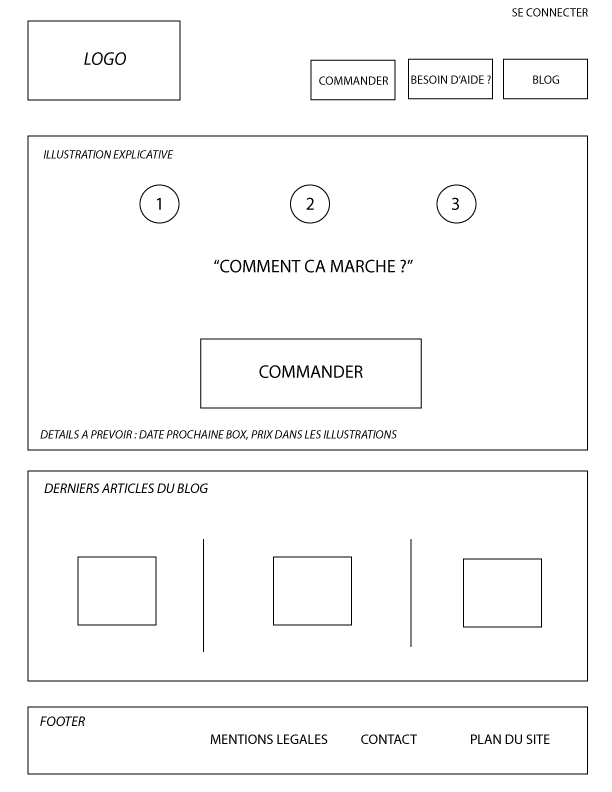 SE CONNECTER
LOGO
COMMANDER
BESOIN D'AIDE ?
BLOG
ILLUSTRATION EXPLICATIVE
1
2
3
“COMMENT CA MARCHE ?”
COMMANDER
DETAILS A PREVOIR : DATE PROCHAINE BOX, PRIX DANS LES ILLUSTRATIONS
DERNIERS ARTICLES DU BLOG
FOOTER
MENTIONS LEGALES
CONTACT
PLAN DU SITE